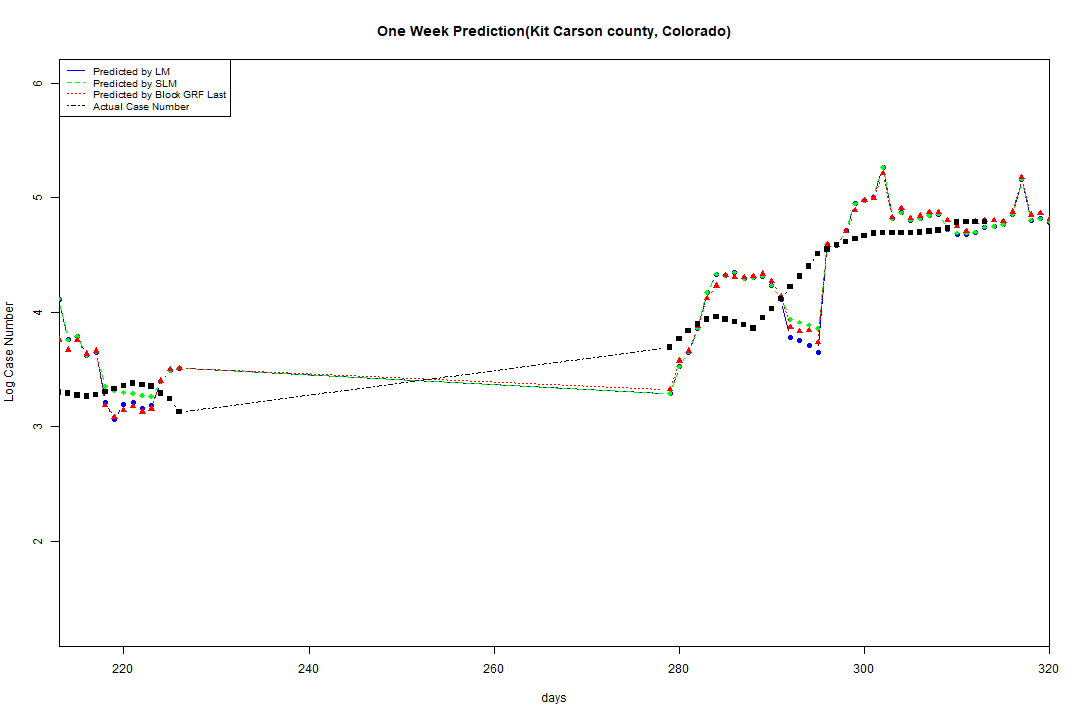 One Week Prediction(Kit Carson county, Colorado)
Predicted by LM
Predicted by SLM
Predicted by Block GRF Last
Actual Case Number
6
5
4
3
2
Log Case Number
220 240 260 280 300 320
days